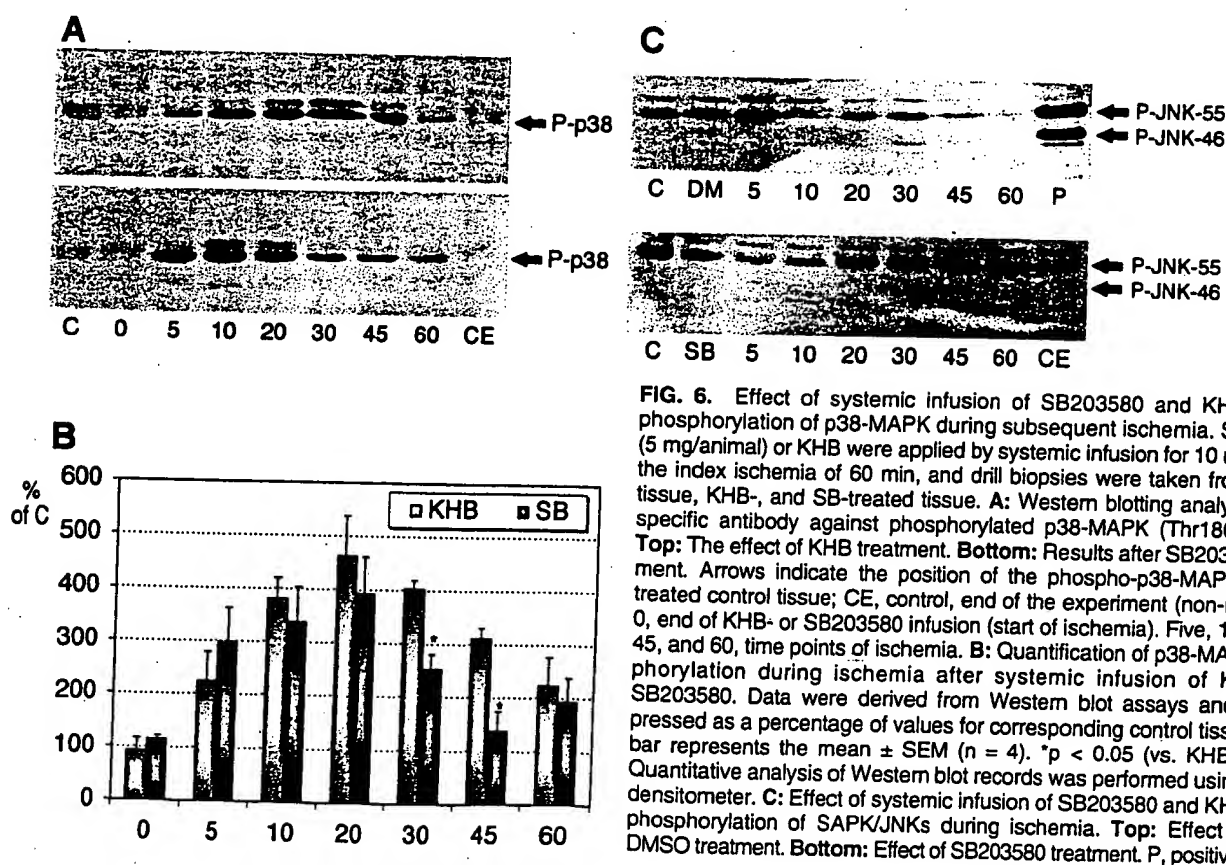 A
P-p38
P-p38
C 0 5 10 20 30 45 60 CE
B
% of C
600
500
400
300
200
100
0
KHB SB
* *
0 5 10 20 30 45 60
C
P-JNK-55
P-JNK-46
C DM 5 10 20 30 45 60 P
P-JNK-55
P-JNK-46
C SB 5 10 20 30 45 60 CE
FIG. 6. Effect of systemic infusion of SB203580 and KH
phosphorylation of p38-MAPK during subsequent ischemia. S
(5 mg/animal) or KHB were applied by systemic infusion for 10
the index ischemia of 60 min, and drill biopsies were taken fro
tissue, KHB-, and SB-treated tissue. A: Western blotting analy
specific antibody against phosphorylated p38-MAPK (Thr18
Top: The effect of KHB treatment. Bottom: Results after SB203
ment. Arrows indicate the position of the phospho-p38-MAP
treated control tissue; CE, control, end of the experiment (non-
0, end of KHB- or SB203580 infusion (start of ischemia). Five, 1
45, and 60, time points of ischemia. B: Quantification of p38-MA
phorylation during ischemia after systemic infusion of K
SB203580. Data were derived from Western blot assays and
pressed as a percentage of values for corresponding control tiss
bar represents the mean ± SEM (n = 4). *p < 0.05 (vs. KHB
Quantitative analysis of Western blot records was performed usin
densitometer. C: Effect of systemic infusion of SB203580 and KH
phosphorylation of SAPK/JNKs during ischemia. Top: Effect
DMSO treatment. Bottom: Effect of SB203580 treatment. P, positiv